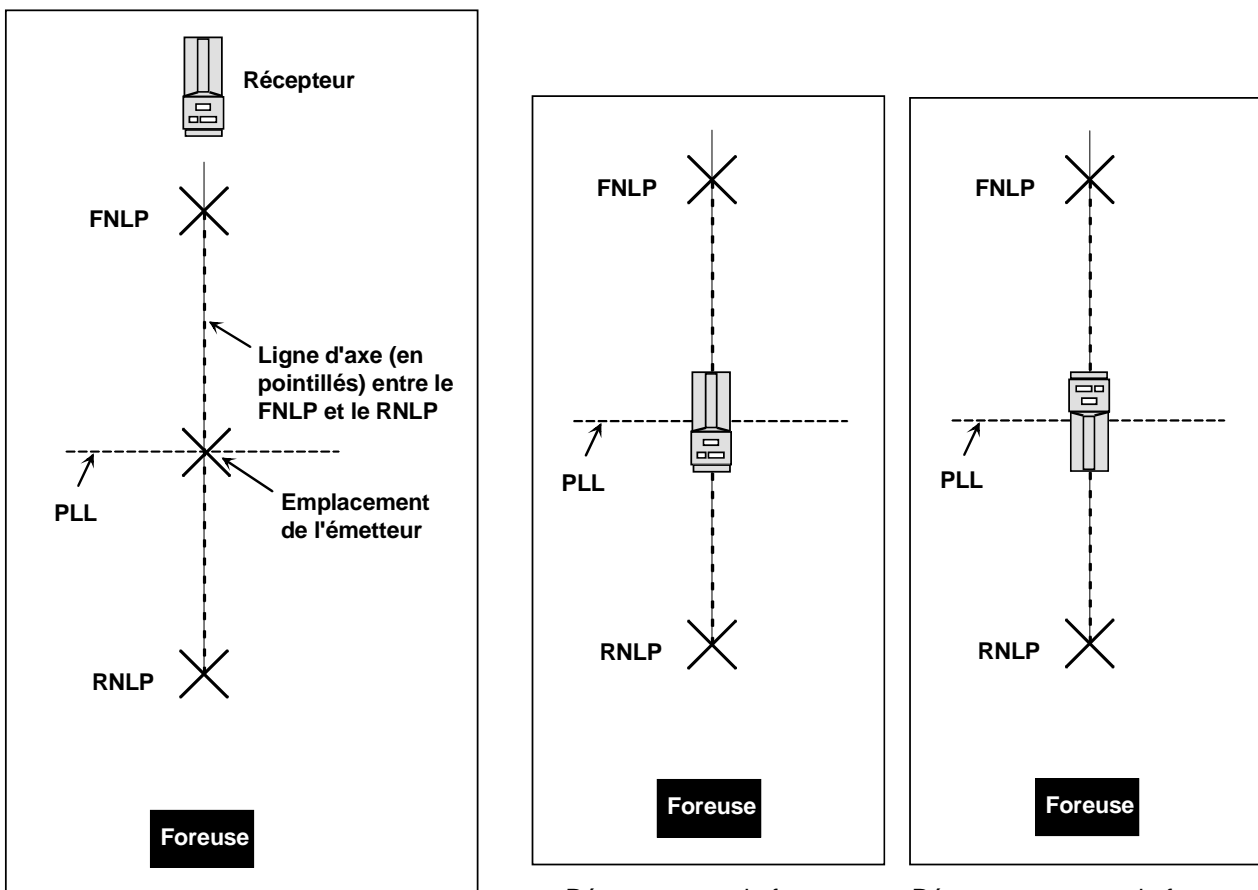 Récepteur
FNLP
Ligne d'axe (en
pointillés) entre le
FNLP et le RNLP
PLL
Emplacement
de l'émetteur
RNLP
Foreuse
FNLP
PLL
RNLP
Foreuse
FNLP
PLL
RNLP
Foreuse